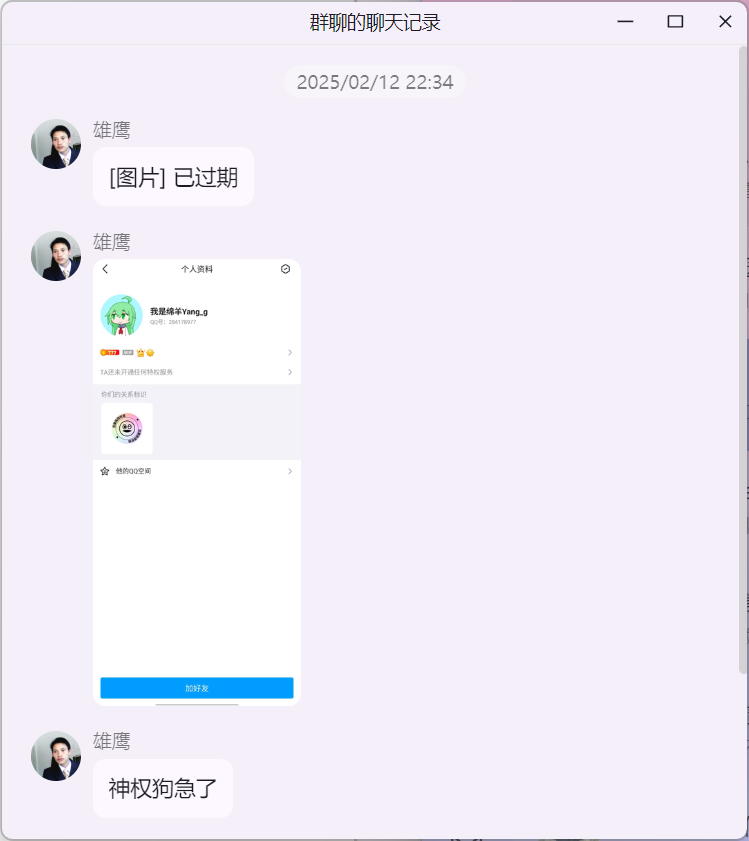 群聊的聊天记录
2025/02/12 22:34
雄鹰
[图片] 已过期
雄鹰
个人资料
我是绵羊Yang_g
QQ号：284178977
TA还未开通任何特权服务
你们的关系标识
他的QQ空间
加好友
雄鹰
神权狗急了